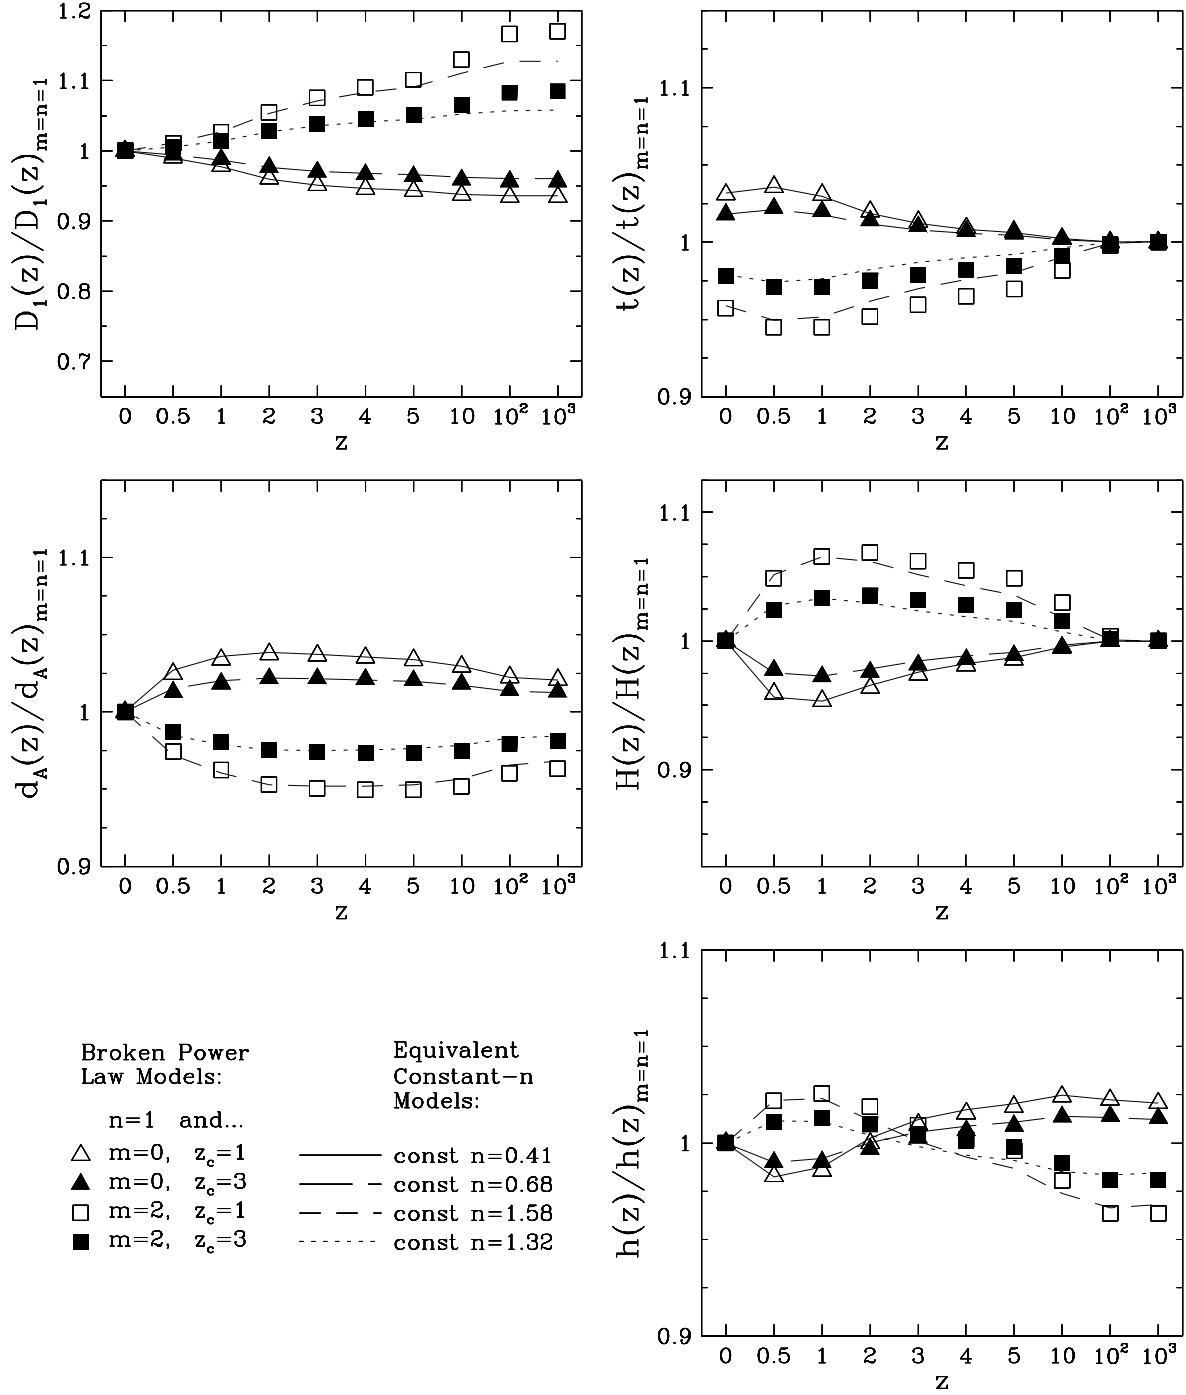 1.2
1.1
1
0.9
0.8
0.7
D₁(z)/D₁(z)ₘ₌ₙ₌₁
0 0.5 1 2 3 4 5 10 10² 10³
z
1.1
1
0.9
t(z)/t(z)ₘ₌ₙ₌₁
0 0.5 1 2 3 4 5 10 10² 10³
z
1.1
1
0.9
d_A(z)/d_A(z)ₘ₌ₙ₌₁
0 0.5 1 2 3 4 5 10 10² 10³
z
1.1
1
0.9
H(z)/H(z)ₘ₌ₙ₌₁
0 0.5 1 2 3 4 5 10 10² 10³
z
Broken Power
Law Models:
n=1 and...
m=0, z_c=1
m=0, z_c=3
m=2, z_c=1
m=2, z_c=3
Equivalent
Constant-n
Models:
const n=0.41
const n=0.68
const n=1.58
const n=1.32
1.1
1
0.9
h(z)/h(z)ₘ₌ₙ₌₁
0 0.5 1 2 3 4 5 10 10² 10³
z